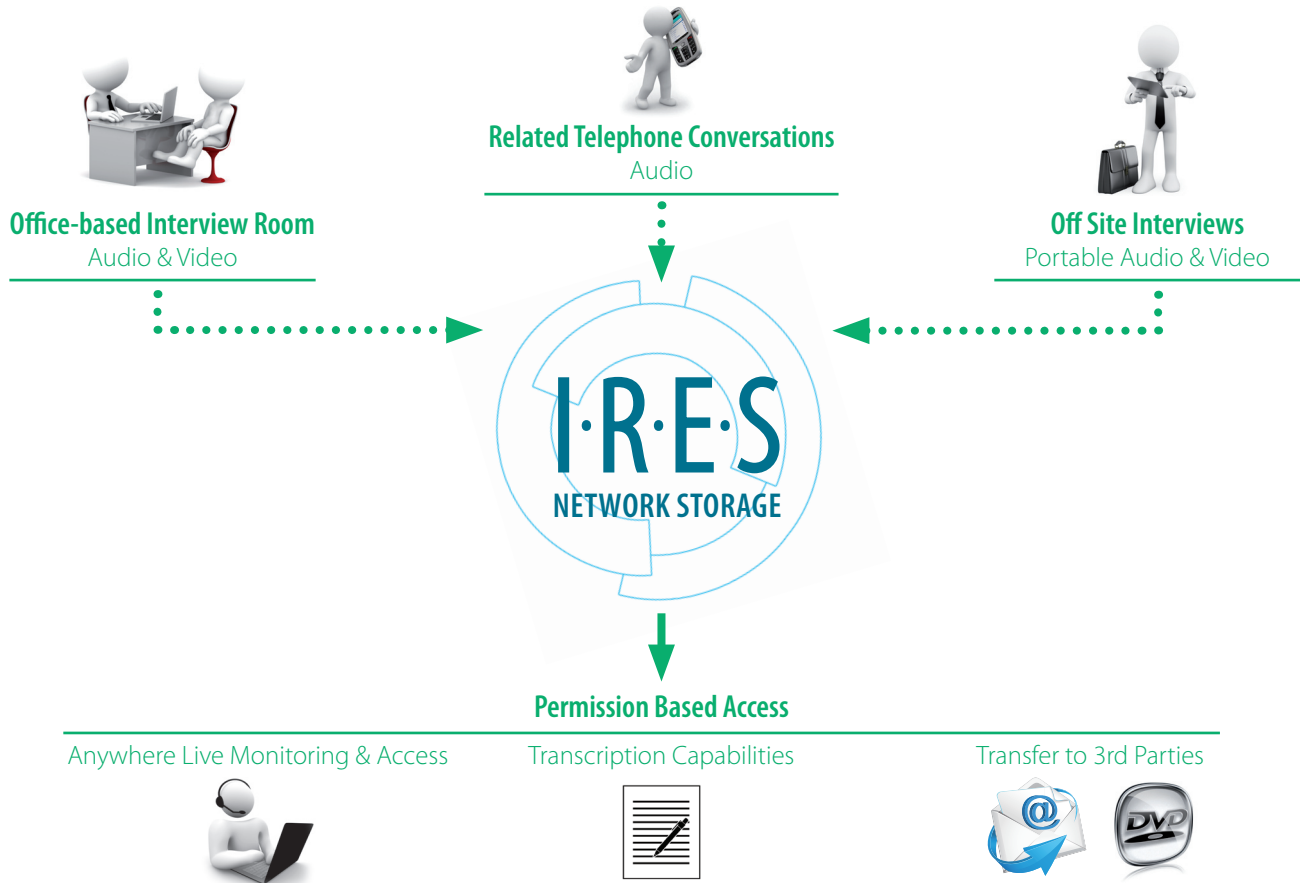 Related Telephone Conversations
Audio
Office-based Interview Room
Audio & Video
Off Site Interviews
Portable Audio & Video
I·R·E·S
NETWORK STORAGE
Permission Based Access
Anywhere Live Monitoring & Access
Transcription Capabilities
Transfer to 3rd Parties
@
DVD